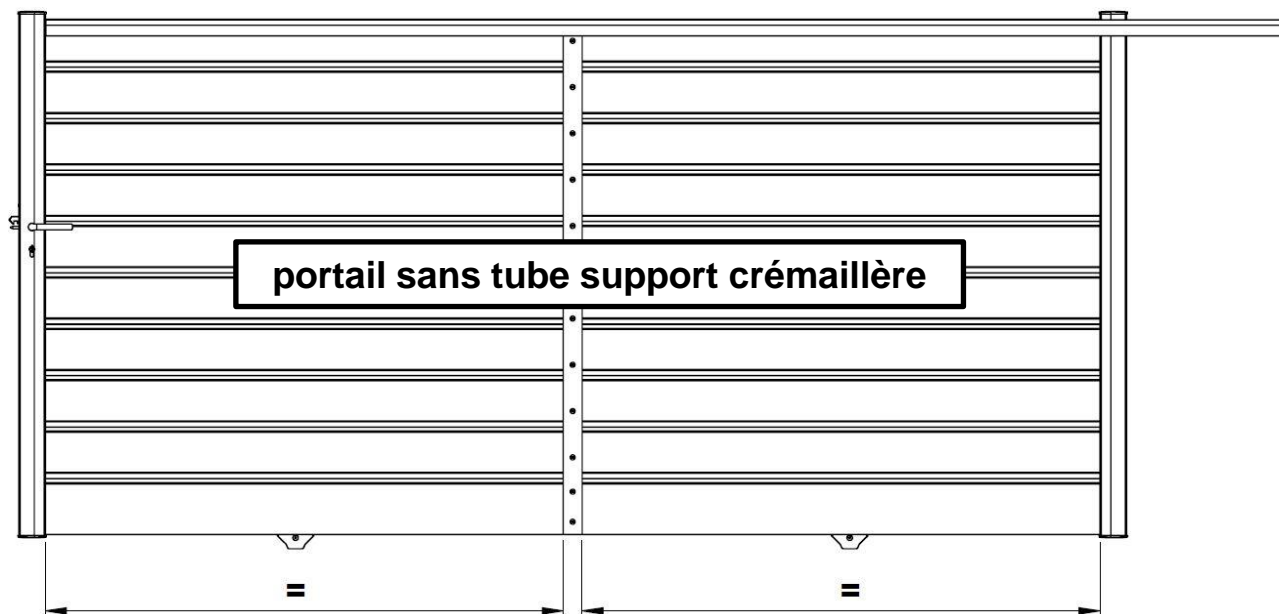 portail sans tube support crémaillère
= =